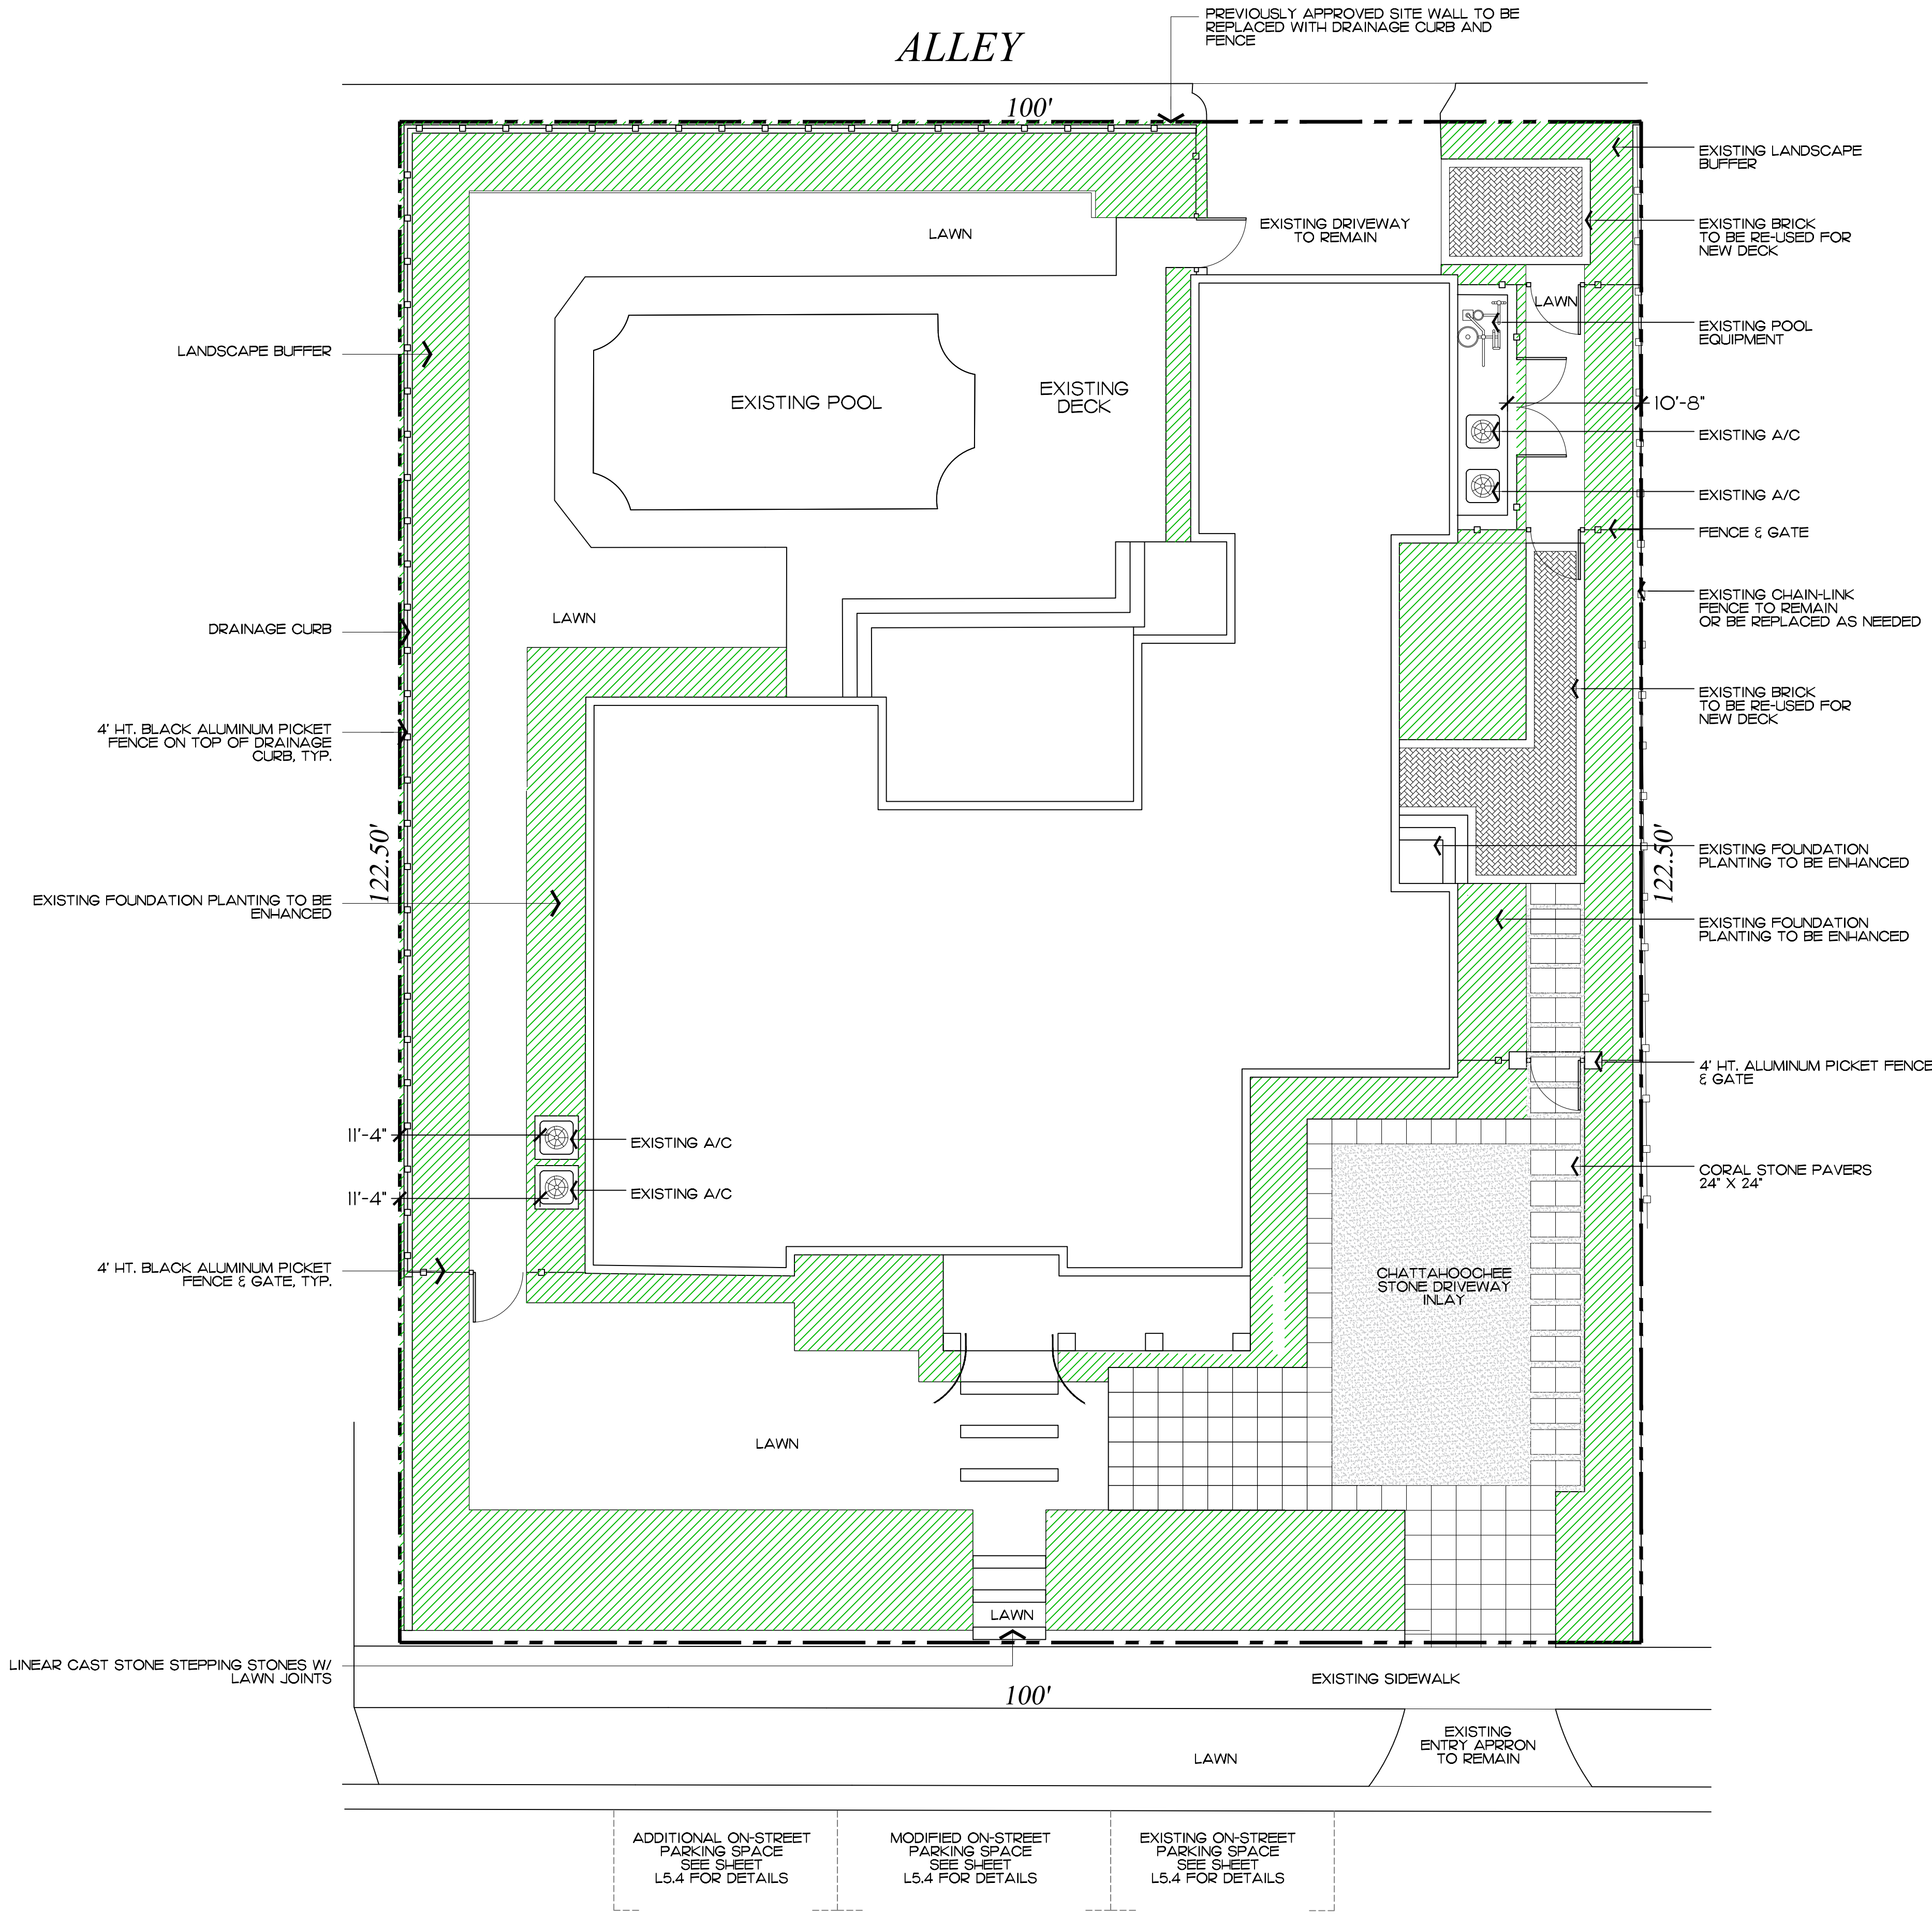 PREVIOUSLY APPROVED SITE WALL TO BE
REPLACED WITH DRAINAGE CURB AND
FENCE
ALLEY
100'
EXISTING LANDSCAPE
BUFFER
EXISTING DRIVEWAY
TO REMAIN
EXISTING BRICK
TO BE RE-USED FOR
NEW DECK
LAWN
LAWN
EXISTING POOL
EQUIPMENT
LANDSCAPE BUFFER
EXISTING POOL
EXISTING
DECK
10'-8"
EXISTING A/C
EXISTING A/C
FENCE & GATE
EXISTING CHAIN-LINK
FENCE TO REMAIN
OR BE REPLACED AS NEEDED
LAWN
DRAINAGE CURB
EXISTING BRICK
TO BE RE-USED FOR
NEW DECK
4' HT. BLACK ALUMINUM PICKET
FENCE ON TOP OF DRAINAGE
CURB, TYP.
122.50'
122.50'
EXISTING FOUNDATION
PLANTING TO BE ENHANCED
EXISTING FOUNDATION PLANTING TO BE
ENHANCED
EXISTING FOUNDATION
PLANTING TO BE ENHANCED
4' HT. ALUMINUM PICKET FENCE
& GATE
11'-4"
EXISTING A/C
CORAL STONE PAVERS
24" X 24"
11'-4"
EXISTING A/C
4' HT. BLACK ALUMINUM PICKET
FENCE & GATE, TYP.
CHATTAHOOCHEE
STONE DRIVEWAY
INLAY
LAWN
LAWN
LINEAR CAST STONE STEPPING STONES W/
LAWN JOINTS
EXISTING SIDEWALK
100'
EXISTING
ENTRY APRRON
TO REMAIN
LAWN
ADDITIONAL ON-STREET
PARKING SPACE
SEE SHEET
L5.4 FOR DETAILS
MODIFIED ON-STREET
PARKING SPACE
SEE SHEET
L5.4 FOR DETAILS
EXISTING ON-STREET
PARKING SPACE
SEE SHEET
L5.4 FOR DETAILS